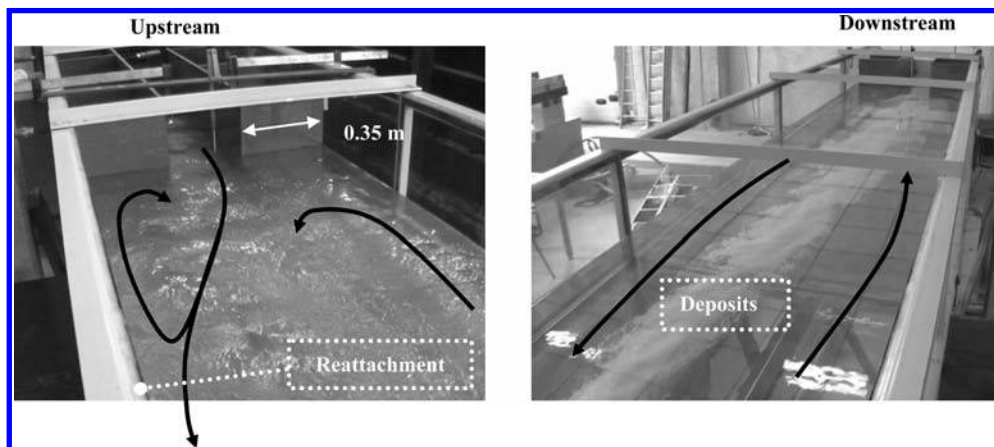 Upstream
Downstream
0.35 m
Deposits
Reattachment